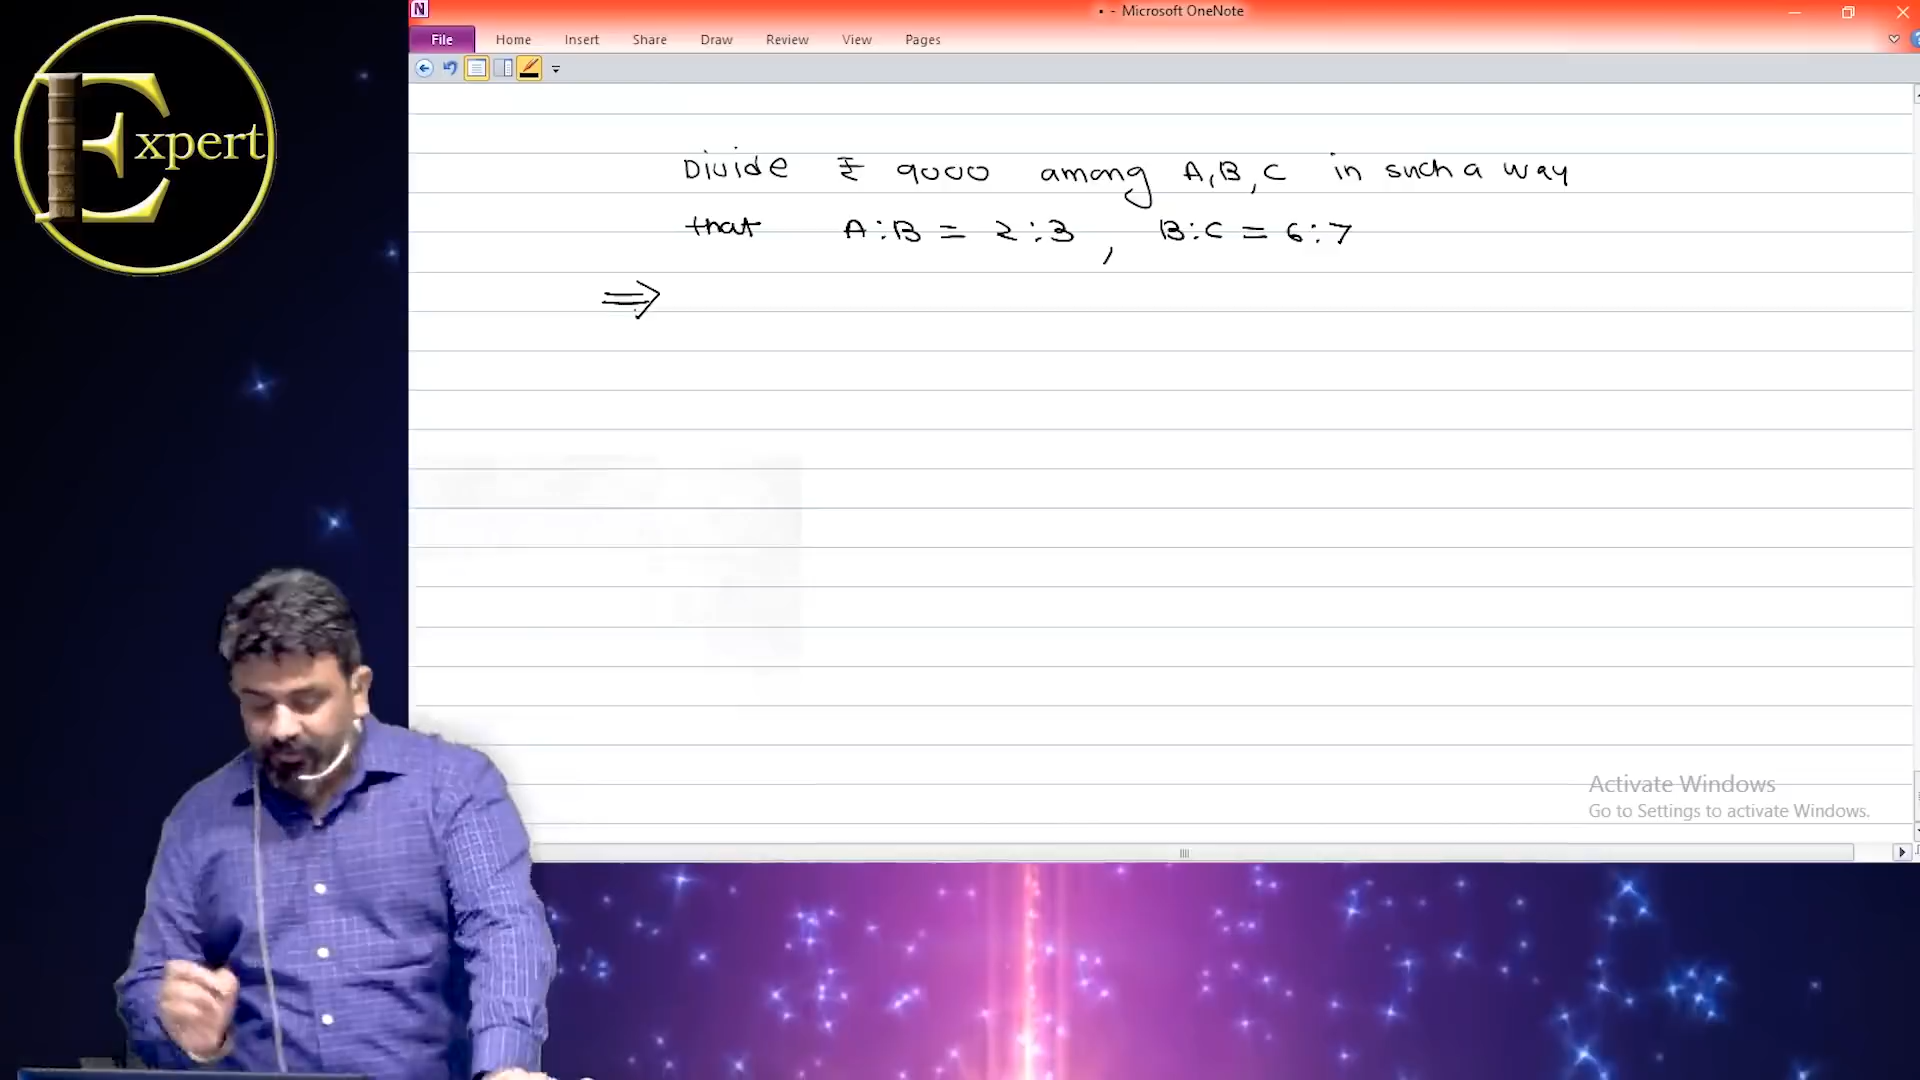 Expert
- Microsoft OneNote
File Home Insert Share Draw Review View Pages
Divide ₹ 9000 among A, B, C in such a way
that A:B = 2:3, B:C = 6:7
⇒
Activate Windows
Go to Settings to activate Windows.